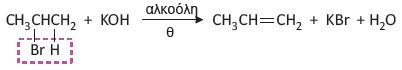 αλκοόλη
CH₃CHCH₂ + KOH ⟶ CH₃CH=CH₂ + KBr + H₂O
θ
Br H